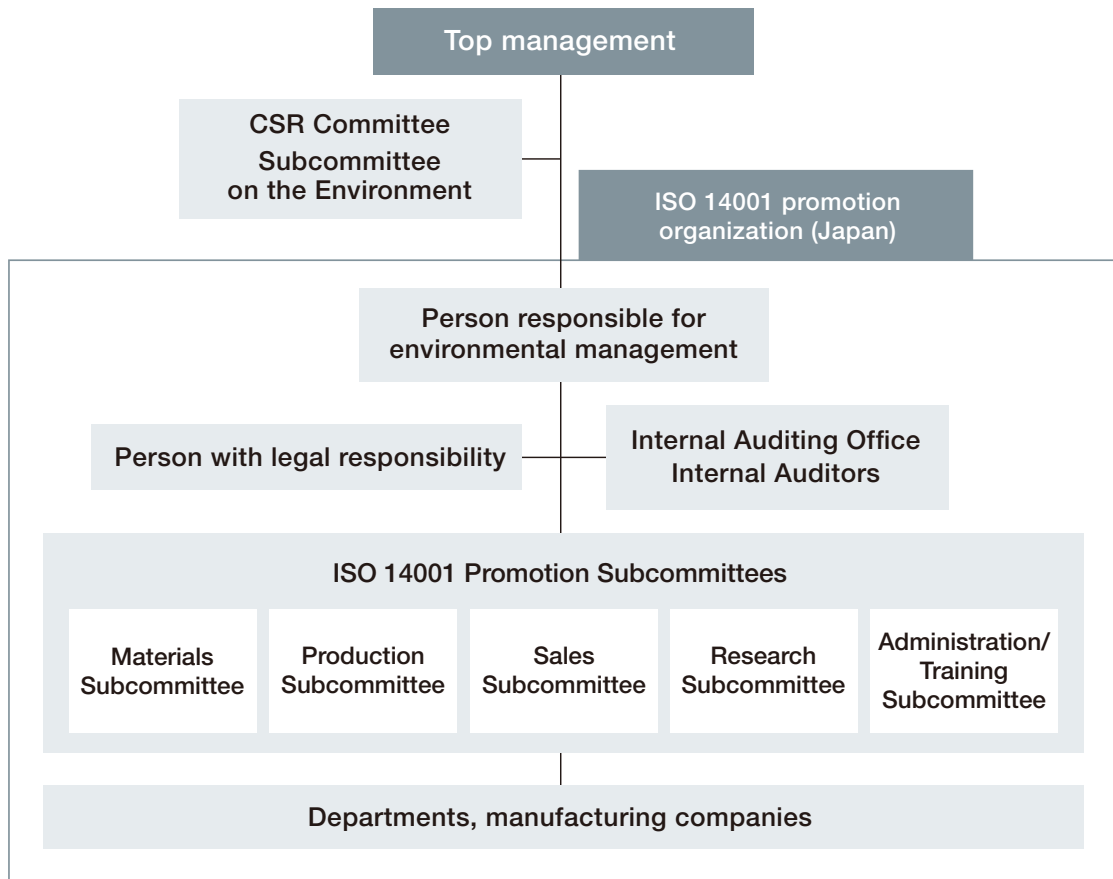 Top management
CSR Committee
Subcommittee
on the Environment
ISO 14001 promotion
organization (Japan)
Person responsible for
environmental management
Person with legal responsibility
Internal Auditing Office
Internal Auditors
ISO 14001 Promotion Subcommittees
Materials
Subcommittee
Production
Subcommittee
Sales
Subcommittee
Research
Subcommittee
Administration/
Training
Subcommittee
Departments, manufacturing companies